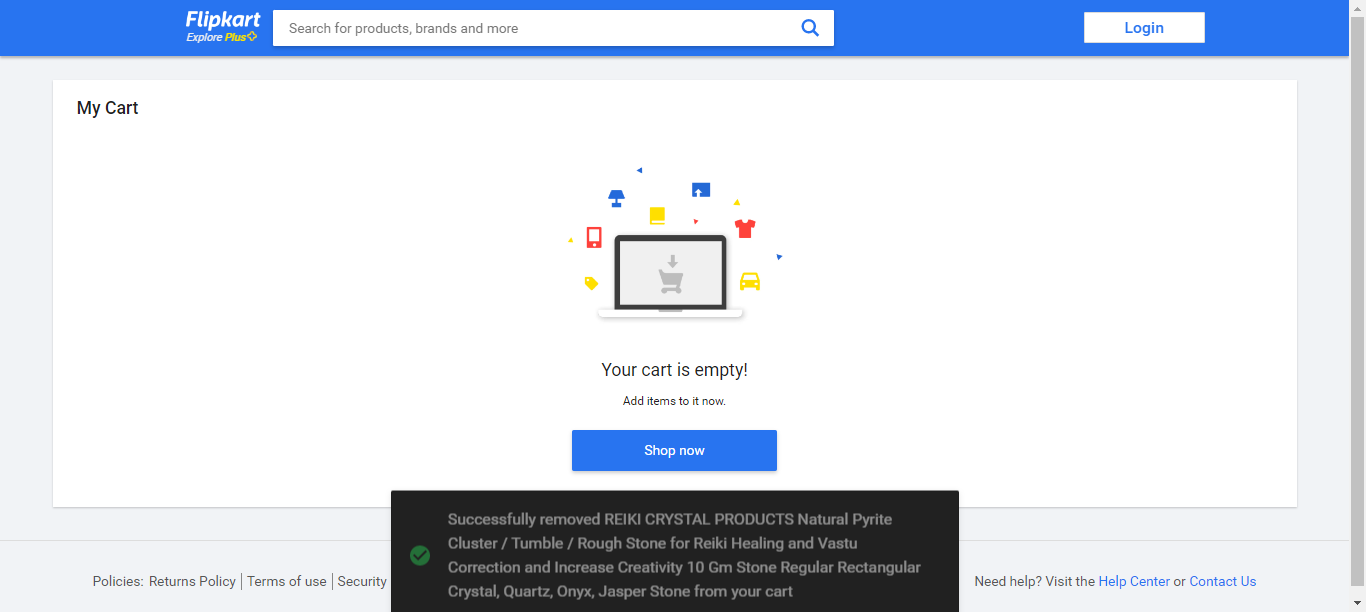 Flipkart
Explore Plus
Search for products, brands and more
Login
My Cart
Your cart is empty!
Add items to it now.
Shop now
Successfully removed REIKI CRYSTAL PRODUCTS Natural Pyrite
Cluster / Tumble / Rough Stone for Reiki Healing and Vastu
Correction and Increase Creativity 10 Gm Stone Regular Rectangular
Crystal, Quartz, Onyx, Jasper Stone from your cart
Policies: Returns Policy | Terms of use | Security
Need help? Visit the Help Center or Contact Us